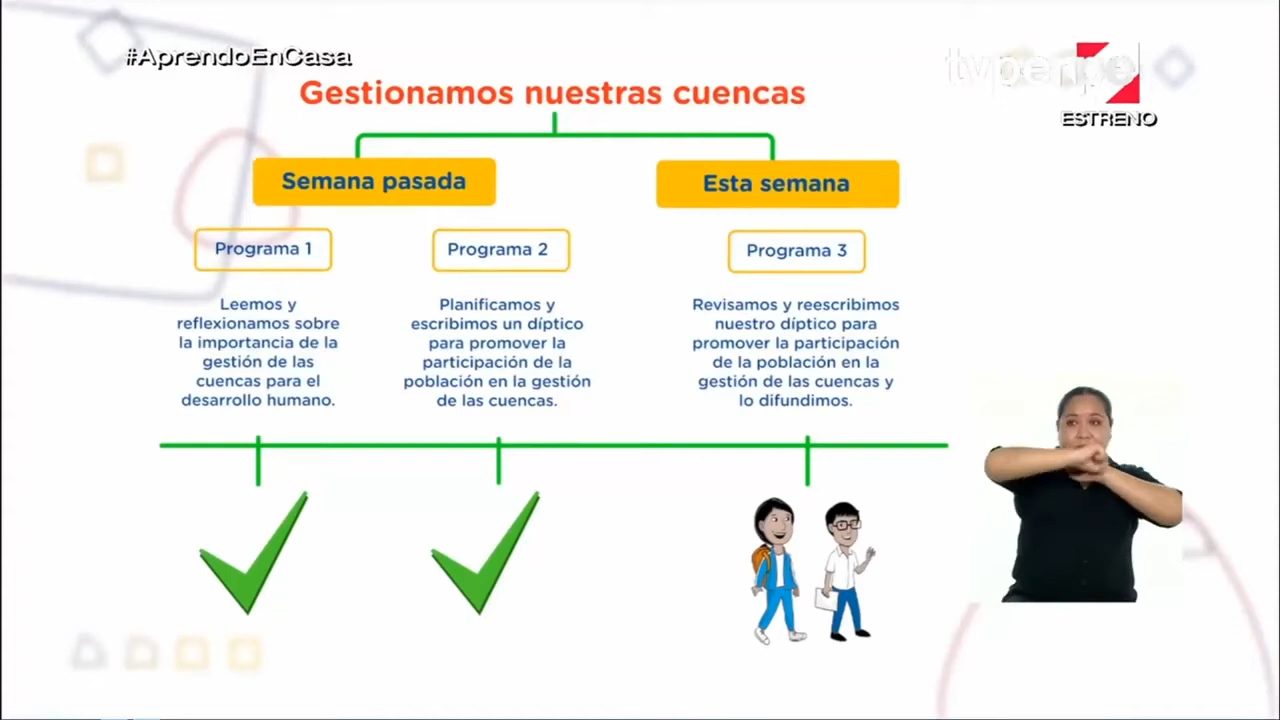 #AprendoEnCasa
tvperupe
ESTRENO
Gestionamos nuestras cuencas
Semana pasada
Esta semana
Programa 1
Programa 2
Programa 3
Leemos y
reflexionamos sobre
la importancia de la
gestión de las
cuencas para el
desarrollo humano.
Planificamos y
escribimos un díptico
para promover la
participación de la
población en la gestión
de las cuencas.
Revisamos y reescribimos
nuestro díptico para
promover la participación
de la población en la
gestión de las cuencas y
lo difundimos.